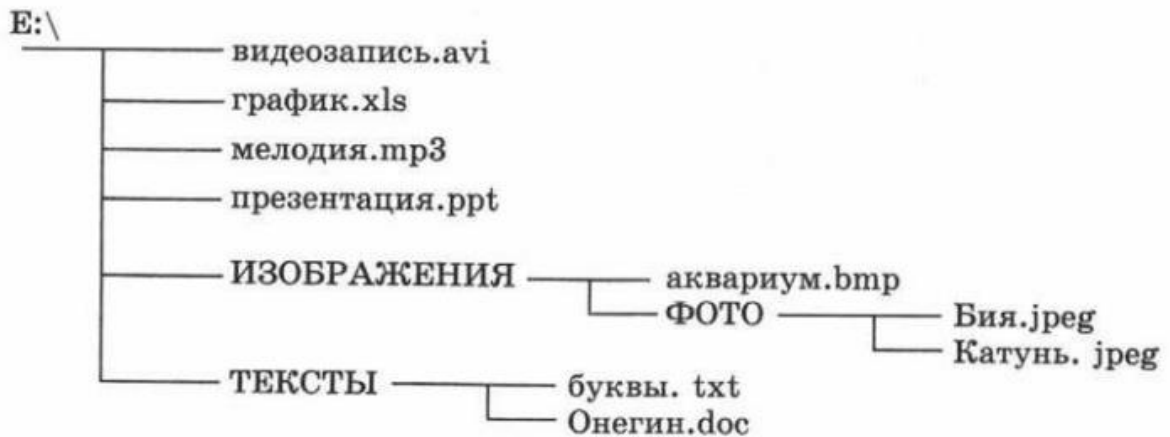 E:\
видеозапись.avi
график.xls
мелодия.mp3
презентация.ppt
ИЗОБРАЖЕНИЯ
аквариум.bmp
ФОТО
Бия.jpeg
Катунь. jpeg
ТЕКСТЫ
буквы. txt
Онегин.doc